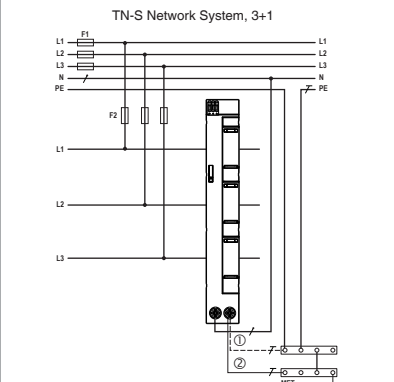 TN-S Network System, 3+1
F1
L1 L1
L2 L2
L3 L3
N N
PE PE
F2
L1
L2
L3
①
②
MET